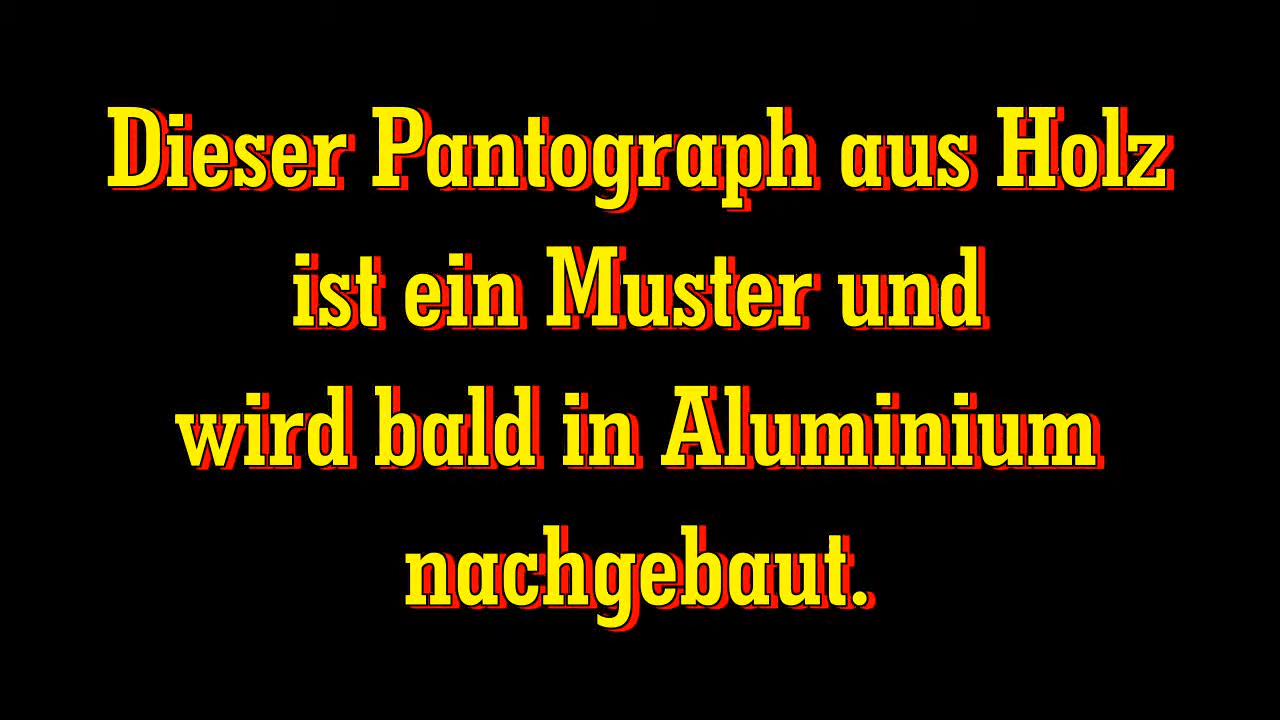 Dieser Pantograph aus Holz
ist ein Muster und
wird bald in Aluminium
nachgebaut.